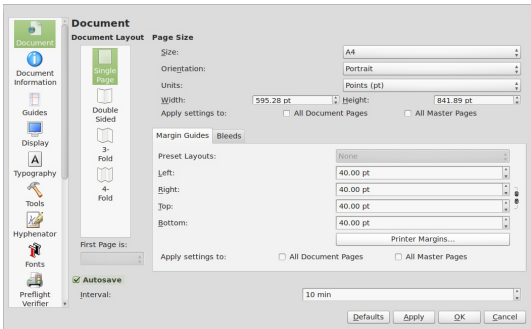 Document
Document Information
Guides
Display
Typography
Tools
Hyphenator
Fonts
Preflight Verifier
Document
Document Layout
Single Page
Double Sided
3-Fold
4-Fold
First Page is:
Page Size
Size: A4
Orientation: Portrait
Units: Points (pt)
Width: 595.28 pt Height: 841.89 pt
Apply settings to: All Document Pages All Master Pages
Margin Guides Bleeds
Preset Layouts: None
Left: 40.00 pt
Right: 40.00 pt
Top: 40.00 pt
Bottom: 40.00 pt
Printer Margins...
Apply settings to: All Document Pages All Master Pages
Autosave
Interval: 10 min
Defaults Apply OK Cancel